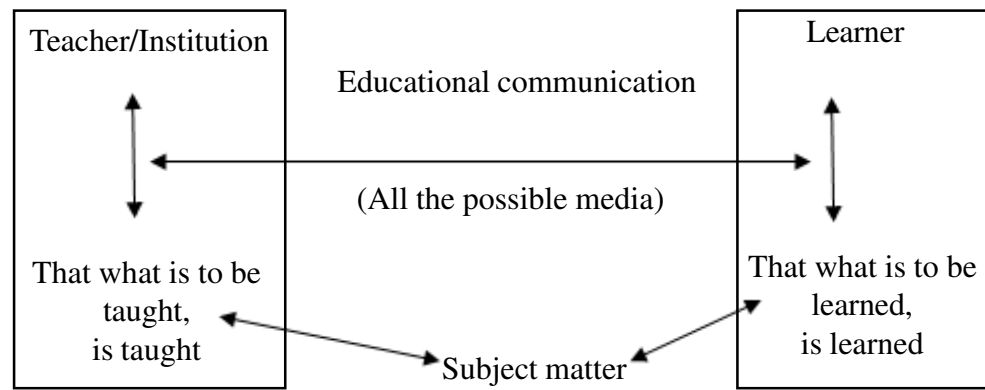 Teacher/Institution
Learner
Educational communication
(All the possible media)
That what is to be
taught,
is taught
That what is to be
learned,
is learned
Subject matter